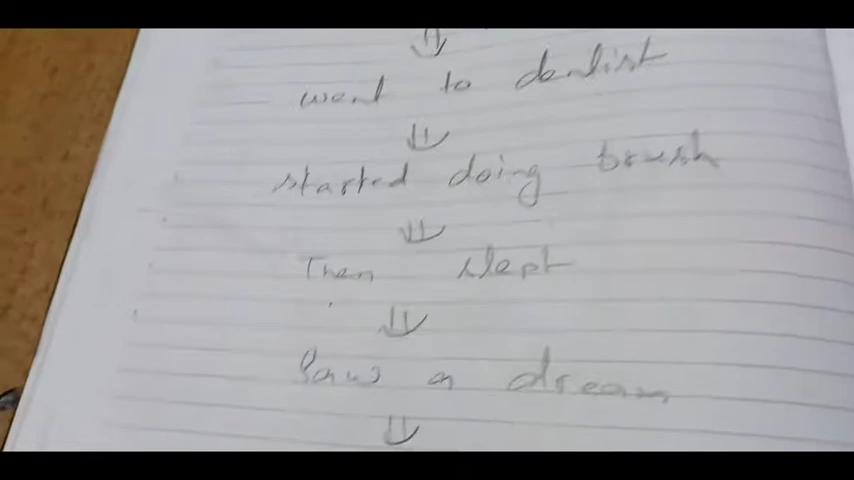 ⇓
went to dentist
⇓
started doing brush
⇓
Then slept
⇓
Saw a dream
⇓